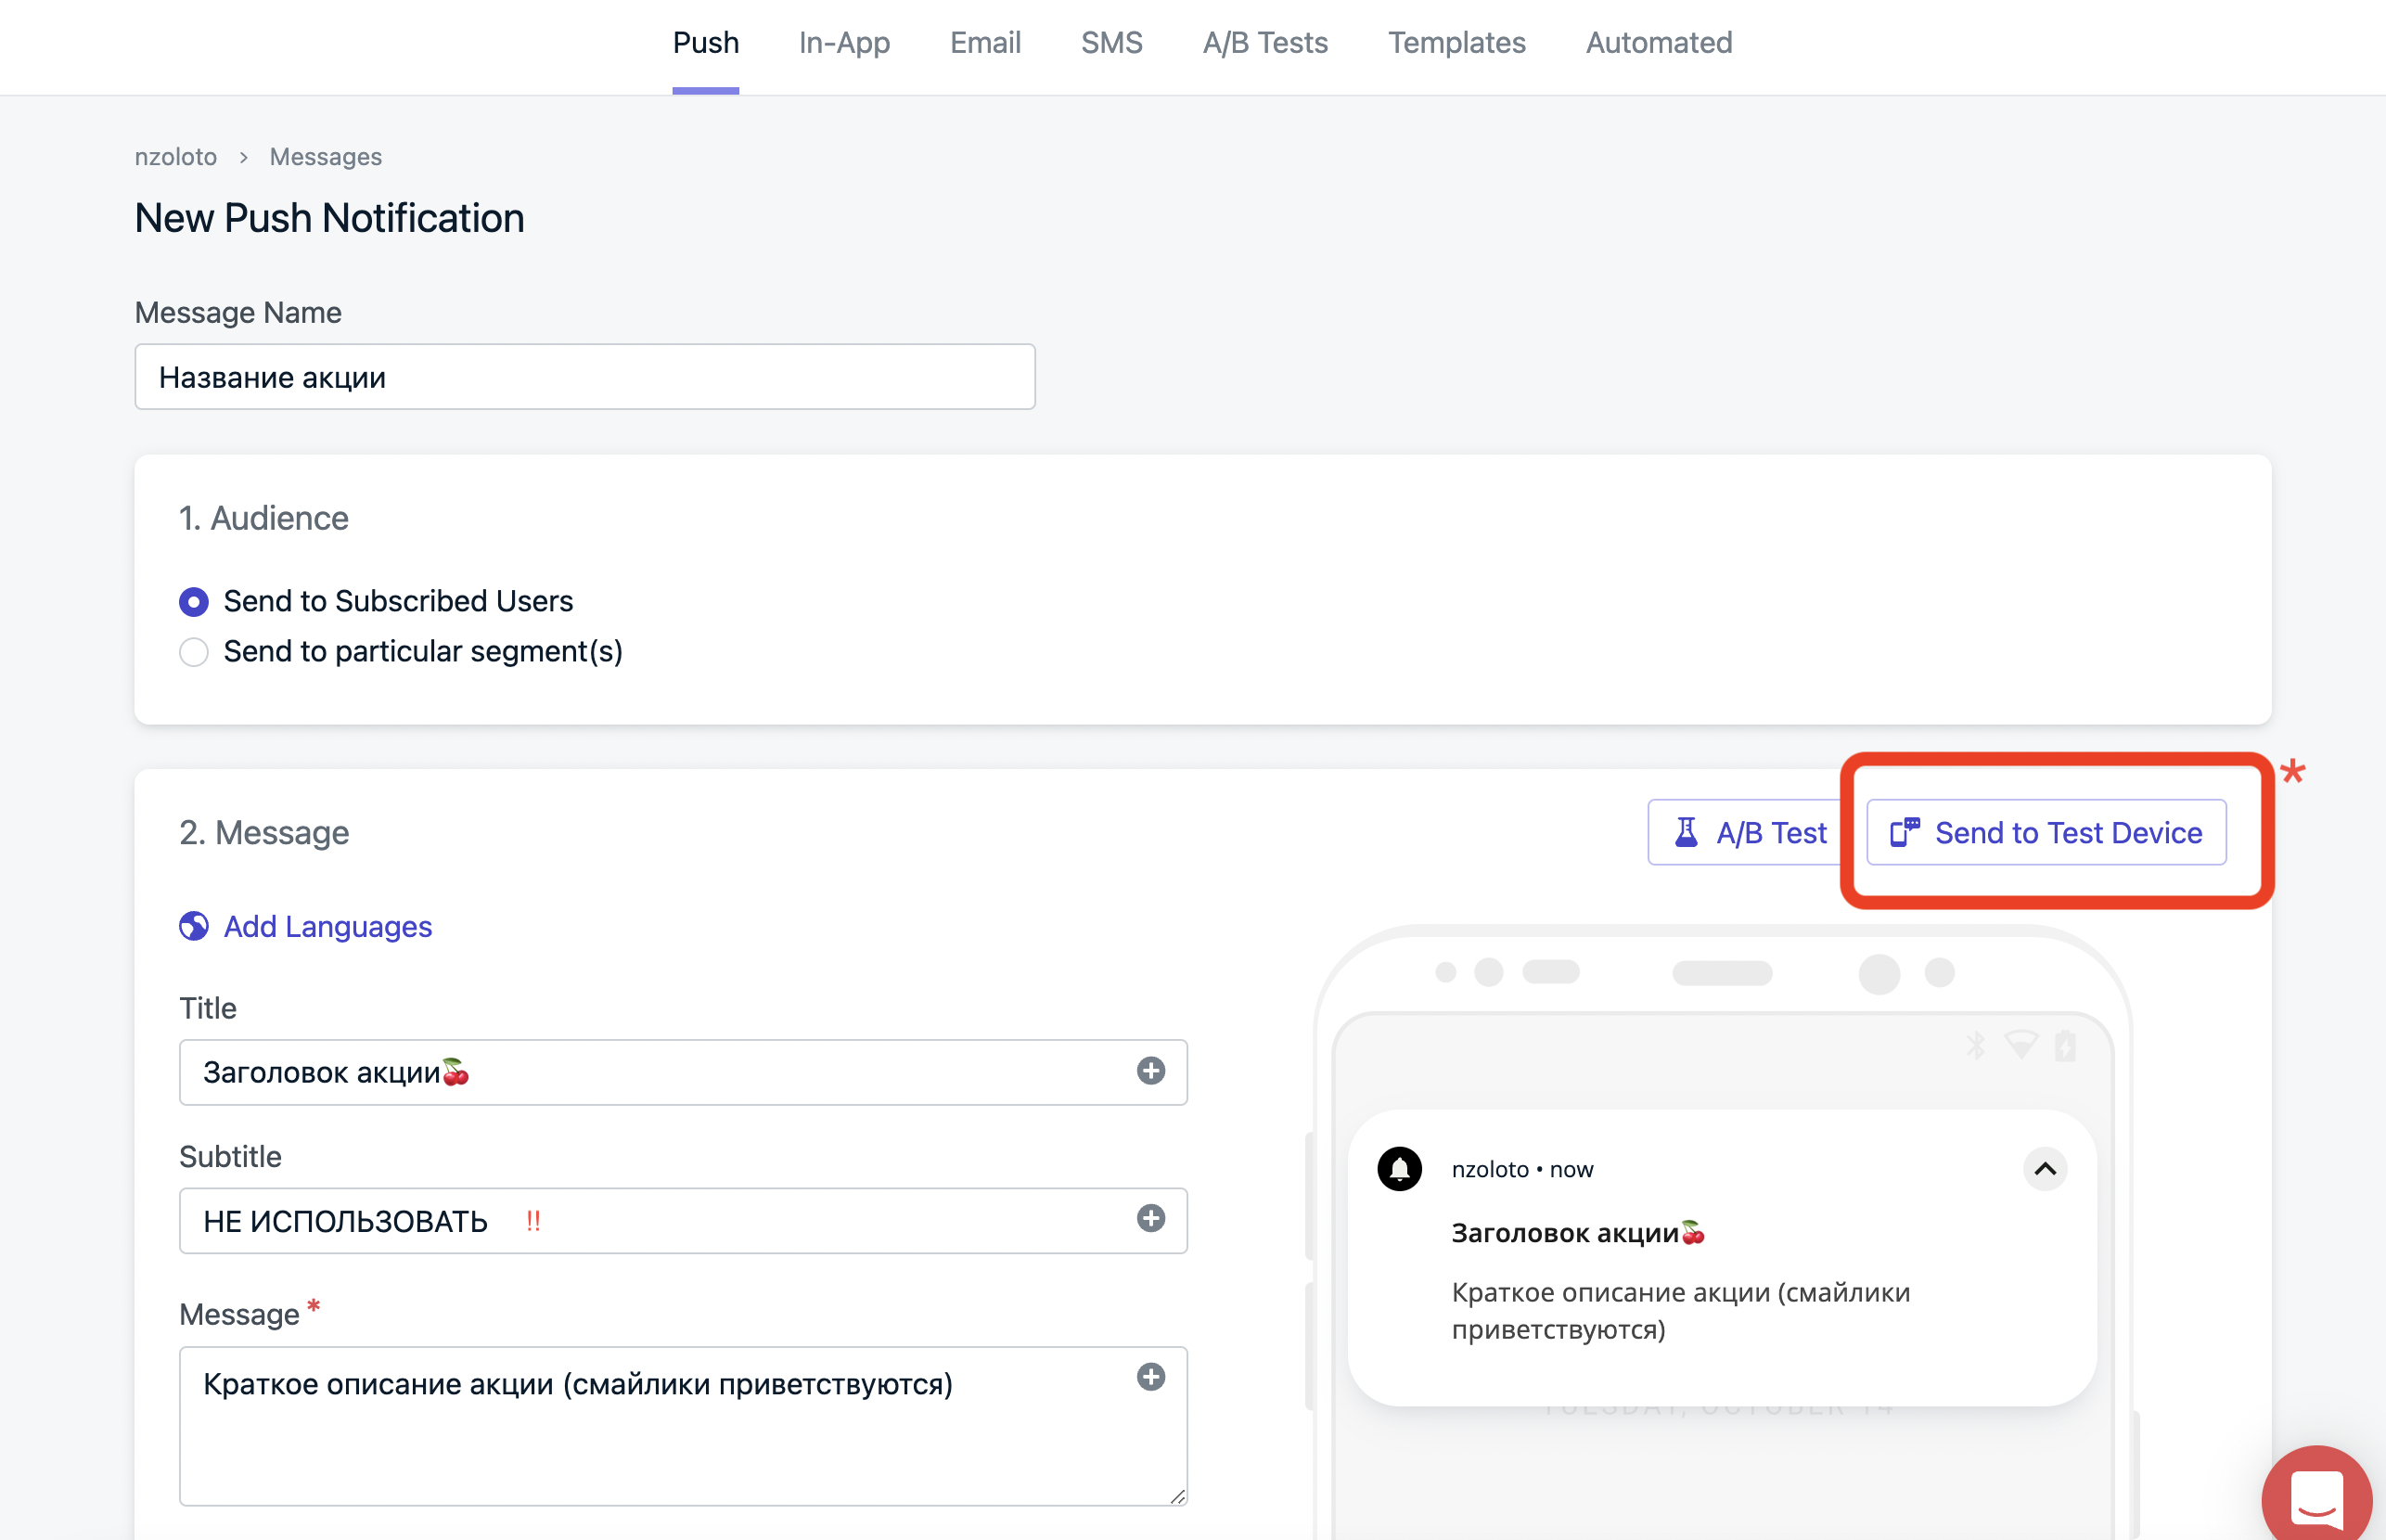 Push In-App Email SMS A/B Tests Templates Automated
nzoloto > Messages
New Push Notification
Message Name
Название акции
1. Audience
Send to Subscribed Users
Send to particular segment(s)
*
2. Message
A/B Test
Send to Test Device
Add Languages
Title
Заголовок акции🍒
Subtitle
НЕ ИСПОЛЬЗОВАТЬ !!
Message *
Краткое описание акции (смайлики приветствуются)
nzoloto • now
Заголовок акции🍒
Краткое описание акции (смайлики
приветствуются)
TUESDAY, OCTOBER 14